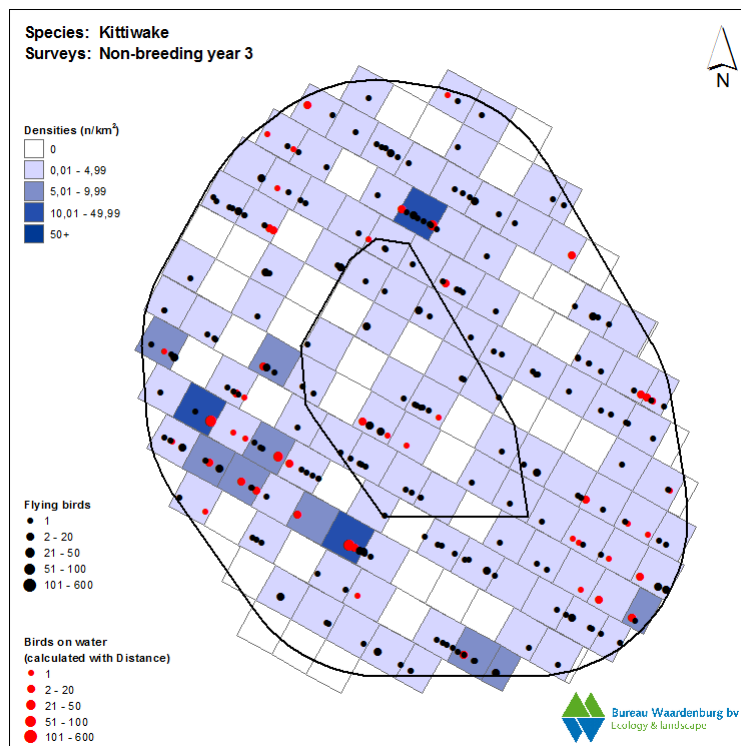 Species: Kittiwake
Surveys: Non-breeding year 3
N
Densities (n/km²)
0
0,01 - 4,99
5,01 - 9,99
10,01 - 49,99
50+
Flying birds
1
2 - 20
21 - 50
51 - 100
101 - 600
Birds on water
(calculated with Distance)
1
2 - 20
21 - 50
51 - 100
101 - 600
Bureau Waardenburg bv
Ecology & landscape